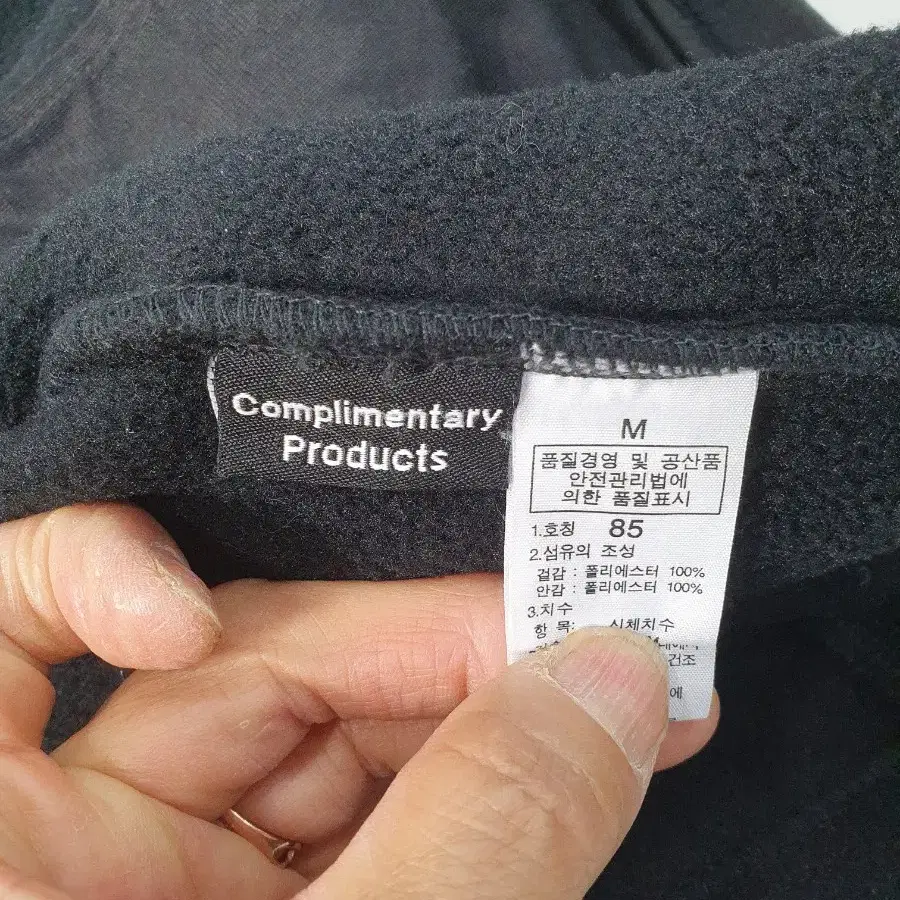 Complimentary
Products
M
품질경영 및 공산품
안전관리법에
의한 품질표시
1.호칭 85
2.섬유의 조성
겉감 : 폴리에스터 100%
안감 : 폴리에스터 100%
3.치수
항 목: 신체치수
건조
에